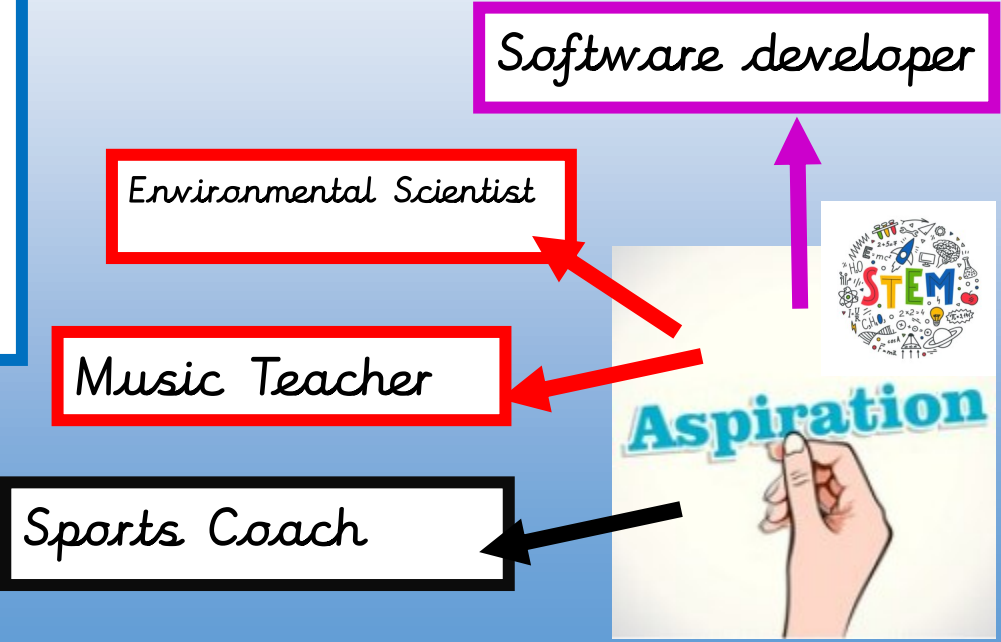 Software developer
Environmental Scientist
STEM
Music Teacher
Aspiration
Sports Coach